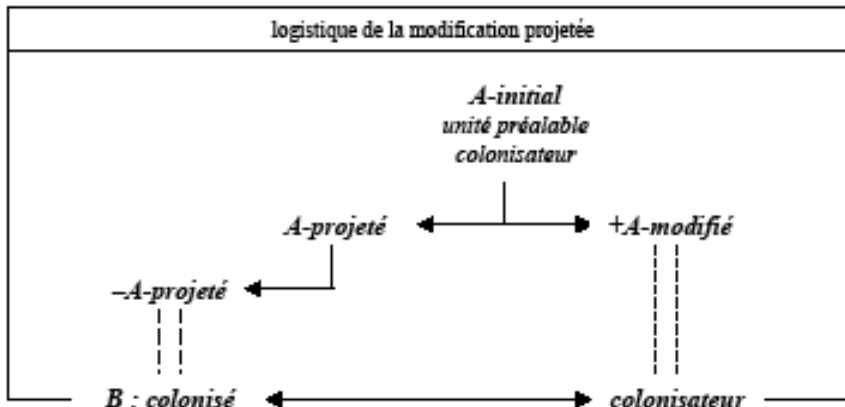 logistique de la modification projetée
A-initial
unité préalable
colonisateur
A-projeté
+A-modifié
–A-projeté
B : colonisé
colonisateur